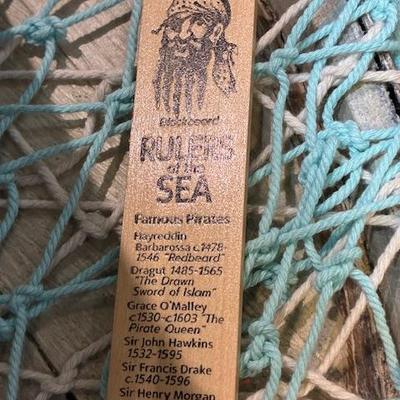 Blackbeard
RULERS
of the
SEA
Famous Pirates
Hayreddin
Barbarossa c.1478
1546 "Redbeard"
Dragut 1485-1565
"The Drawn
Sword of Islam"
Grace O'Malley
c1530-c1603 "The
Pirate Queen"
Sir John Hawkins
1532-1595
Sir Francis Drake
c.1540-1596
Sir Henry Morgan